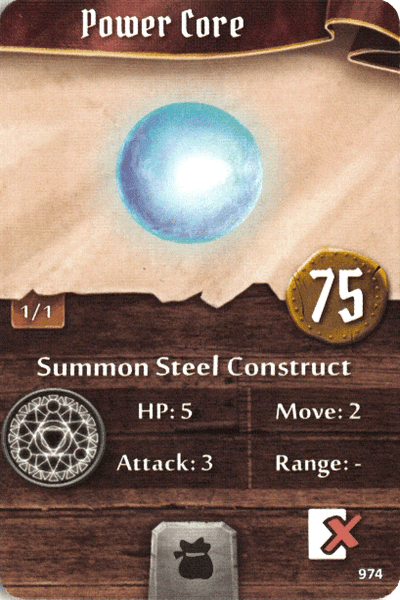 Power Core
75
1/1
Summon Steel Construct
HP: 5
Move: 2
Attack: 3
Range: -
974